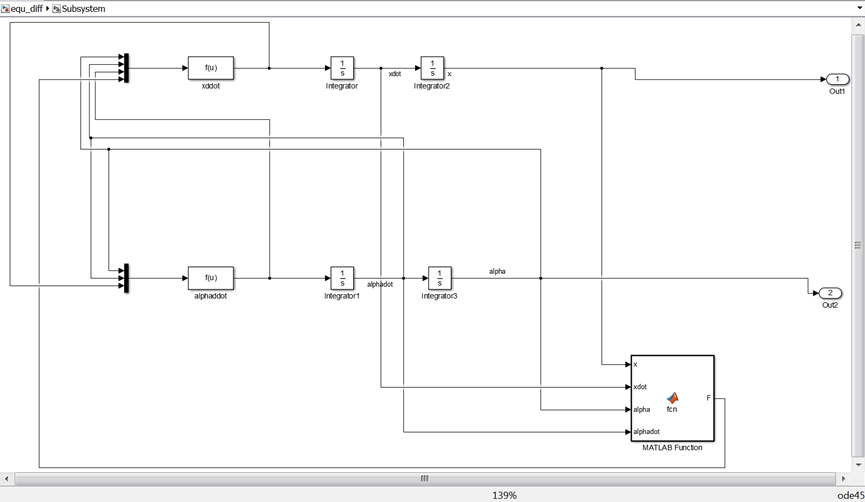 equ_diff Subsystem
f(u)
xddot
1
s
Integrator
xdot
1
s
Integrator2
x
1
Out1
f(u)
alphaddot
1
s
Integrator1
alphadot
1
s
Integrator3
alpha
2
Out2
x
xdot
alpha
alphadot
fcn
F
MATLAB Function
139%
ode45